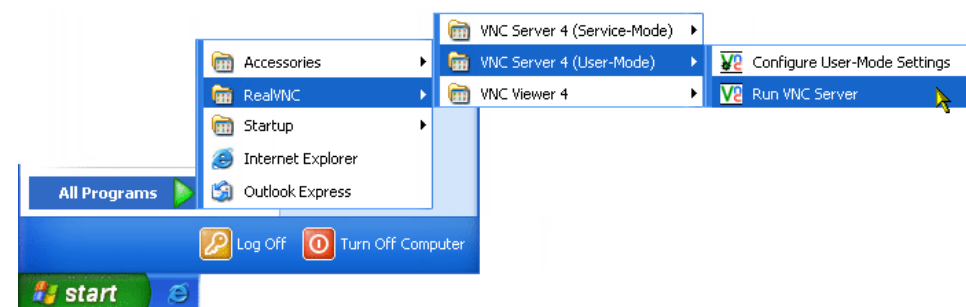 VNC Server 4 (Service-Mode)
Accessories
VNC Server 4 (User-Mode)
Configure User-Mode Settings
RealVNC
VNC Viewer 4
Run VNC Server
Startup
Internet Explorer
All Programs
Outlook Express
Log Off
Turn Off Computer
start